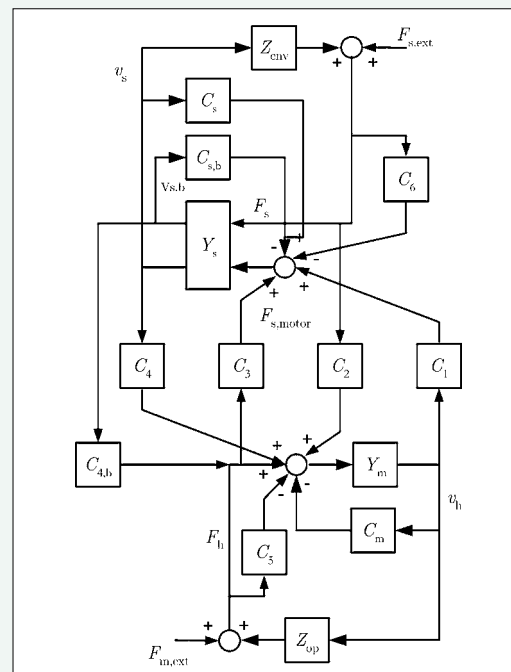 Z_env
F_s.ext
+ +
v_s
C_s
C_s,b
C_6
Vs.b
F_s
Y_s
- + -
+ +
F_s,motor
C_4
C_3
C_2
C_1
+ +
C_4,b
+
Y_m
- -
v_h
F_h
C_5
C_m
+ +
F_m,ext
Z_op